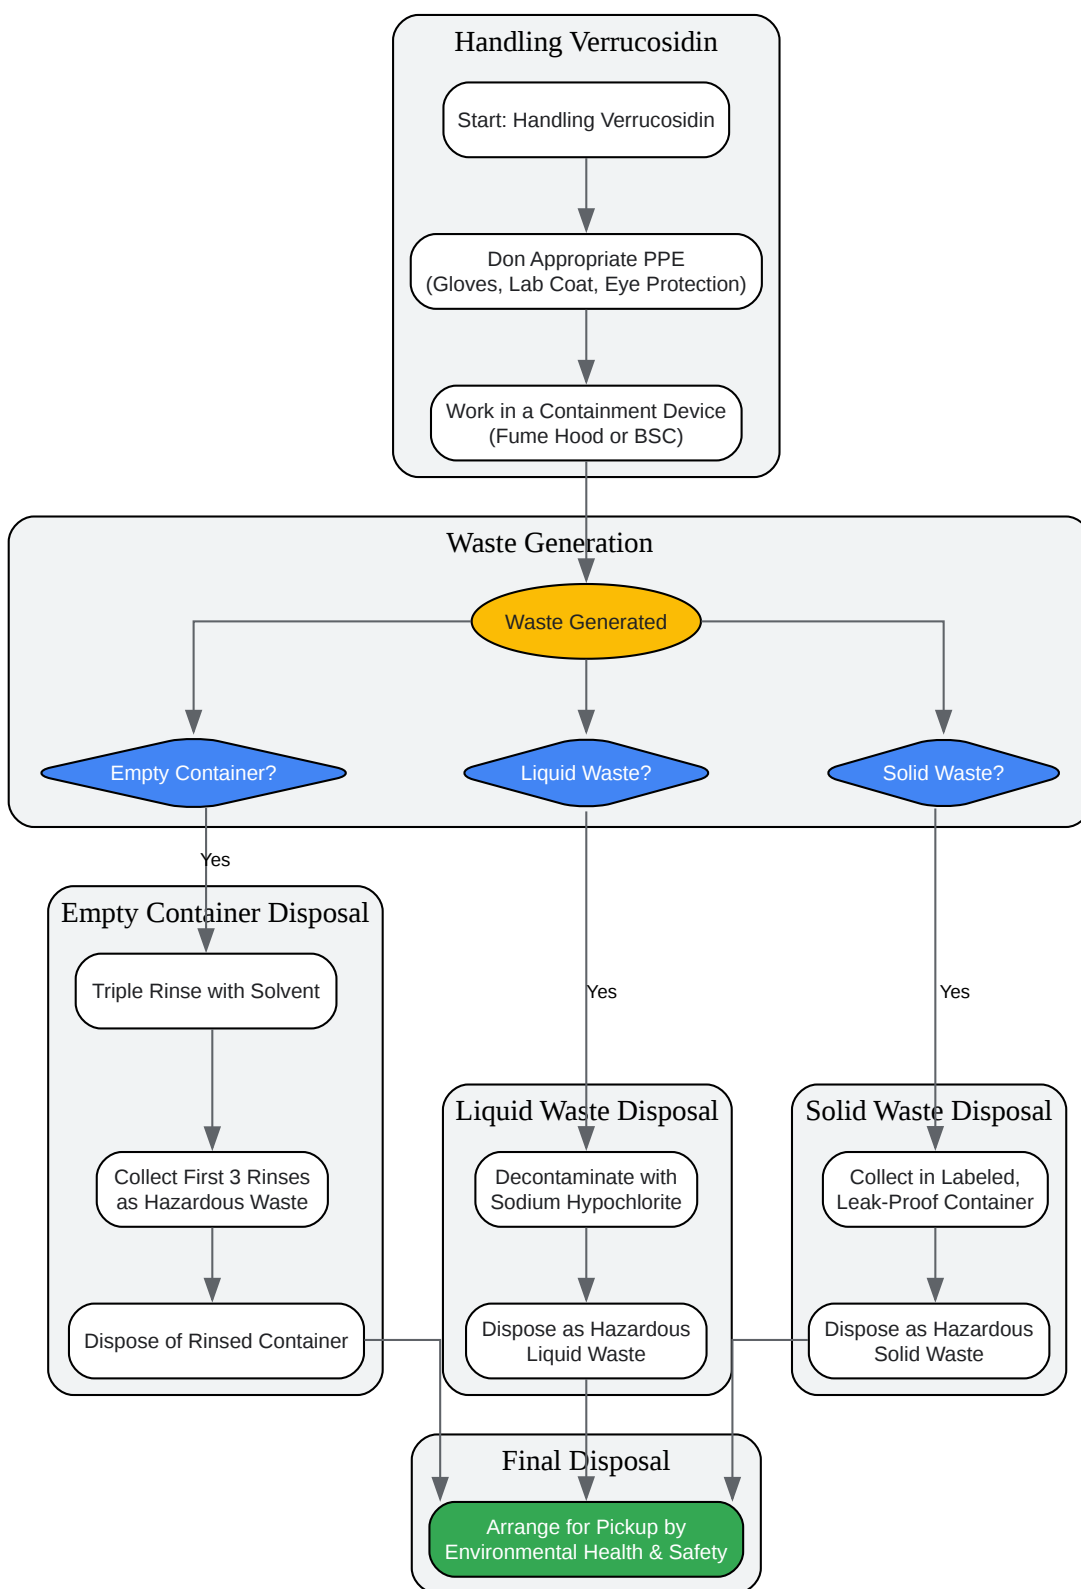 Handling Verrucosidin
Start: Handling Verrucosidin
Don Appropriate PPE
(Gloves, Lab Coat, Eye Protection)
Work in a Containment Device
(Fume Hood or BSC)
Waste Generation
Waste Generated
Empty Container?
Liquid Waste?
Solid Waste?
Yes
Yes
Yes
Empty Container Disposal
Triple Rinse with Solvent
Collect First 3 Rinses
as Hazardous Waste
Dispose of Rinsed Container
Liquid Waste Disposal
Decontaminate with
Sodium Hypochlorite
Dispose as Hazardous
Liquid Waste
Solid Waste Disposal
Collect in Labeled,
Leak-Proof Container
Dispose as Hazardous
Solid Waste
Final Disposal
Arrange for Pickup by
Environmental Health & Safety